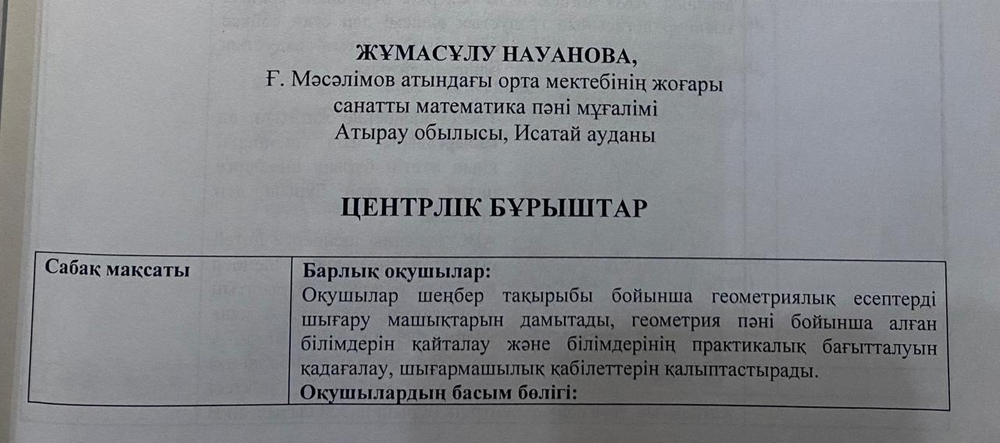 ЖҰМАСҰЛУ НАУАНОВА,
Ғ. Мәсәлімов атындағы орта мектебінің жоғары
санатты математика пәні мұғалімі
Атырау обылысы, Исатай ауданы
ЦЕНТРЛІК БҰРЫШТАР
Сабақ мақсаты
Барлық оқушылар:
Оқушылар шеңбер тақырыбы бойынша геометриялық есептерді
шығару машықтарын дамытады, геометрия пәні бойынша алған
білімдерін қайталау және білімдерінің практикалық бағытталуын
қадағалау, шығармашылық қабілеттерін қалыптастырады.
Оқушылардың басым бөлігі: